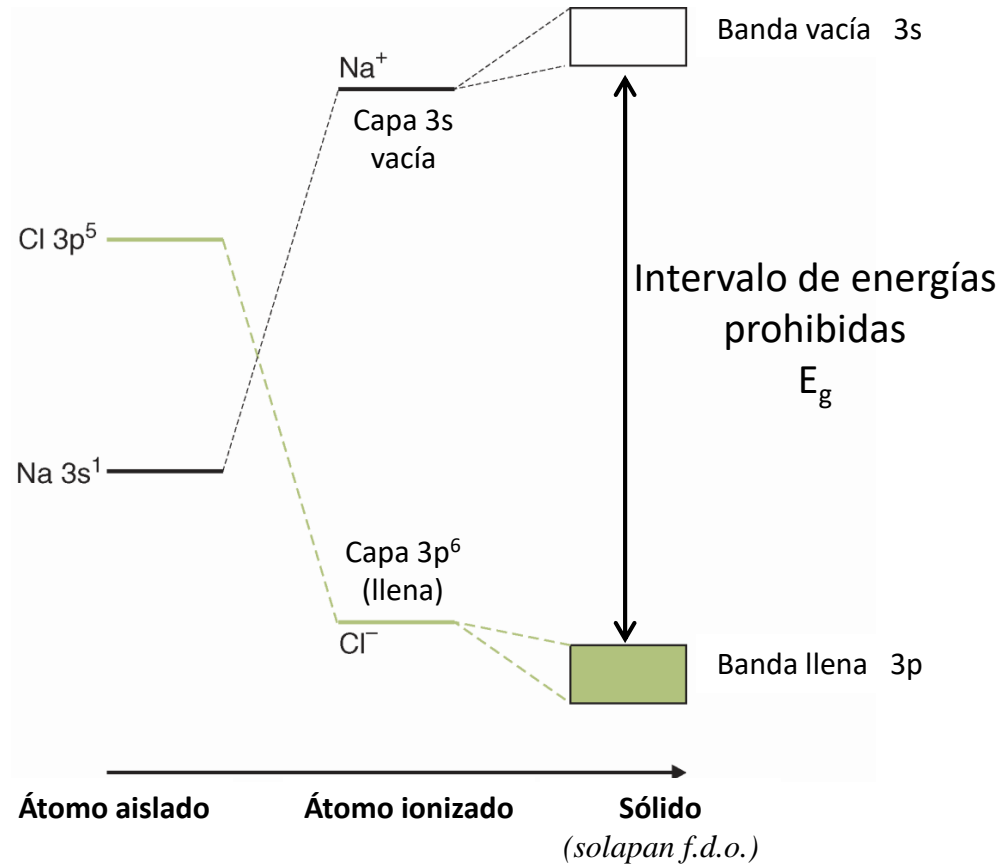 Banda vacía 3s
Na⁺
Capa 3s
vacía
Cl 3p⁵
Intervalo de energías
prohibidas
E_g
Na 3s¹
Capa 3p⁶
(llena)
Cl⁻
Banda llena 3p
Átomo aislado
Átomo ionizado
Sólido
(solapan f.d.o.)